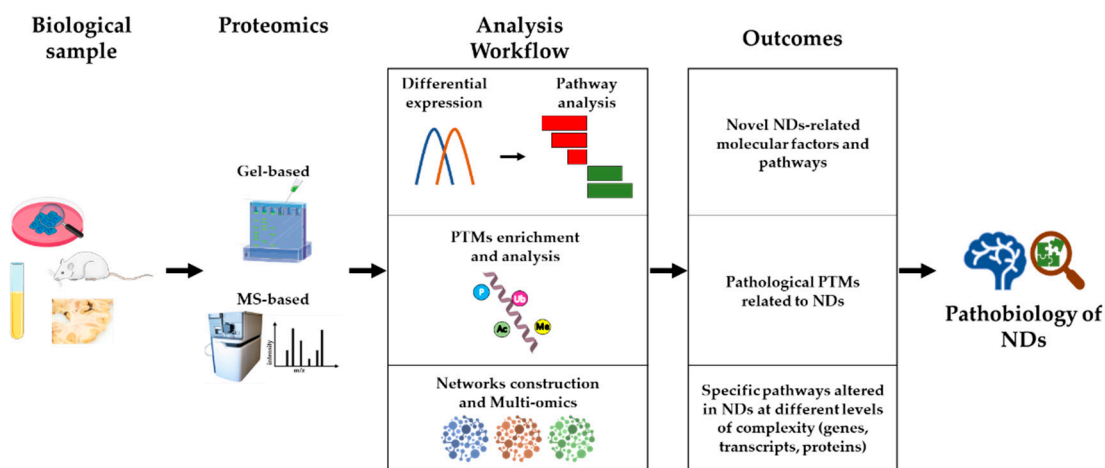 Biological
sample
Proteomics
Gel-based
MS-based
intensity
m/z
Analysis
Workflow
Differential
expression
Pathway
analysis
PTMs enrichment
and analysis
P
Ub
Ac
Me
Networks construction
and Multi-omics
Outcomes
Novel NDs-related
molecular factors and
pathways
Pathological PTMs
related to NDs
Specific pathways altered
in NDs at different levels
of complexity (genes,
transcripts, proteins)
Pathobiology of
NDs